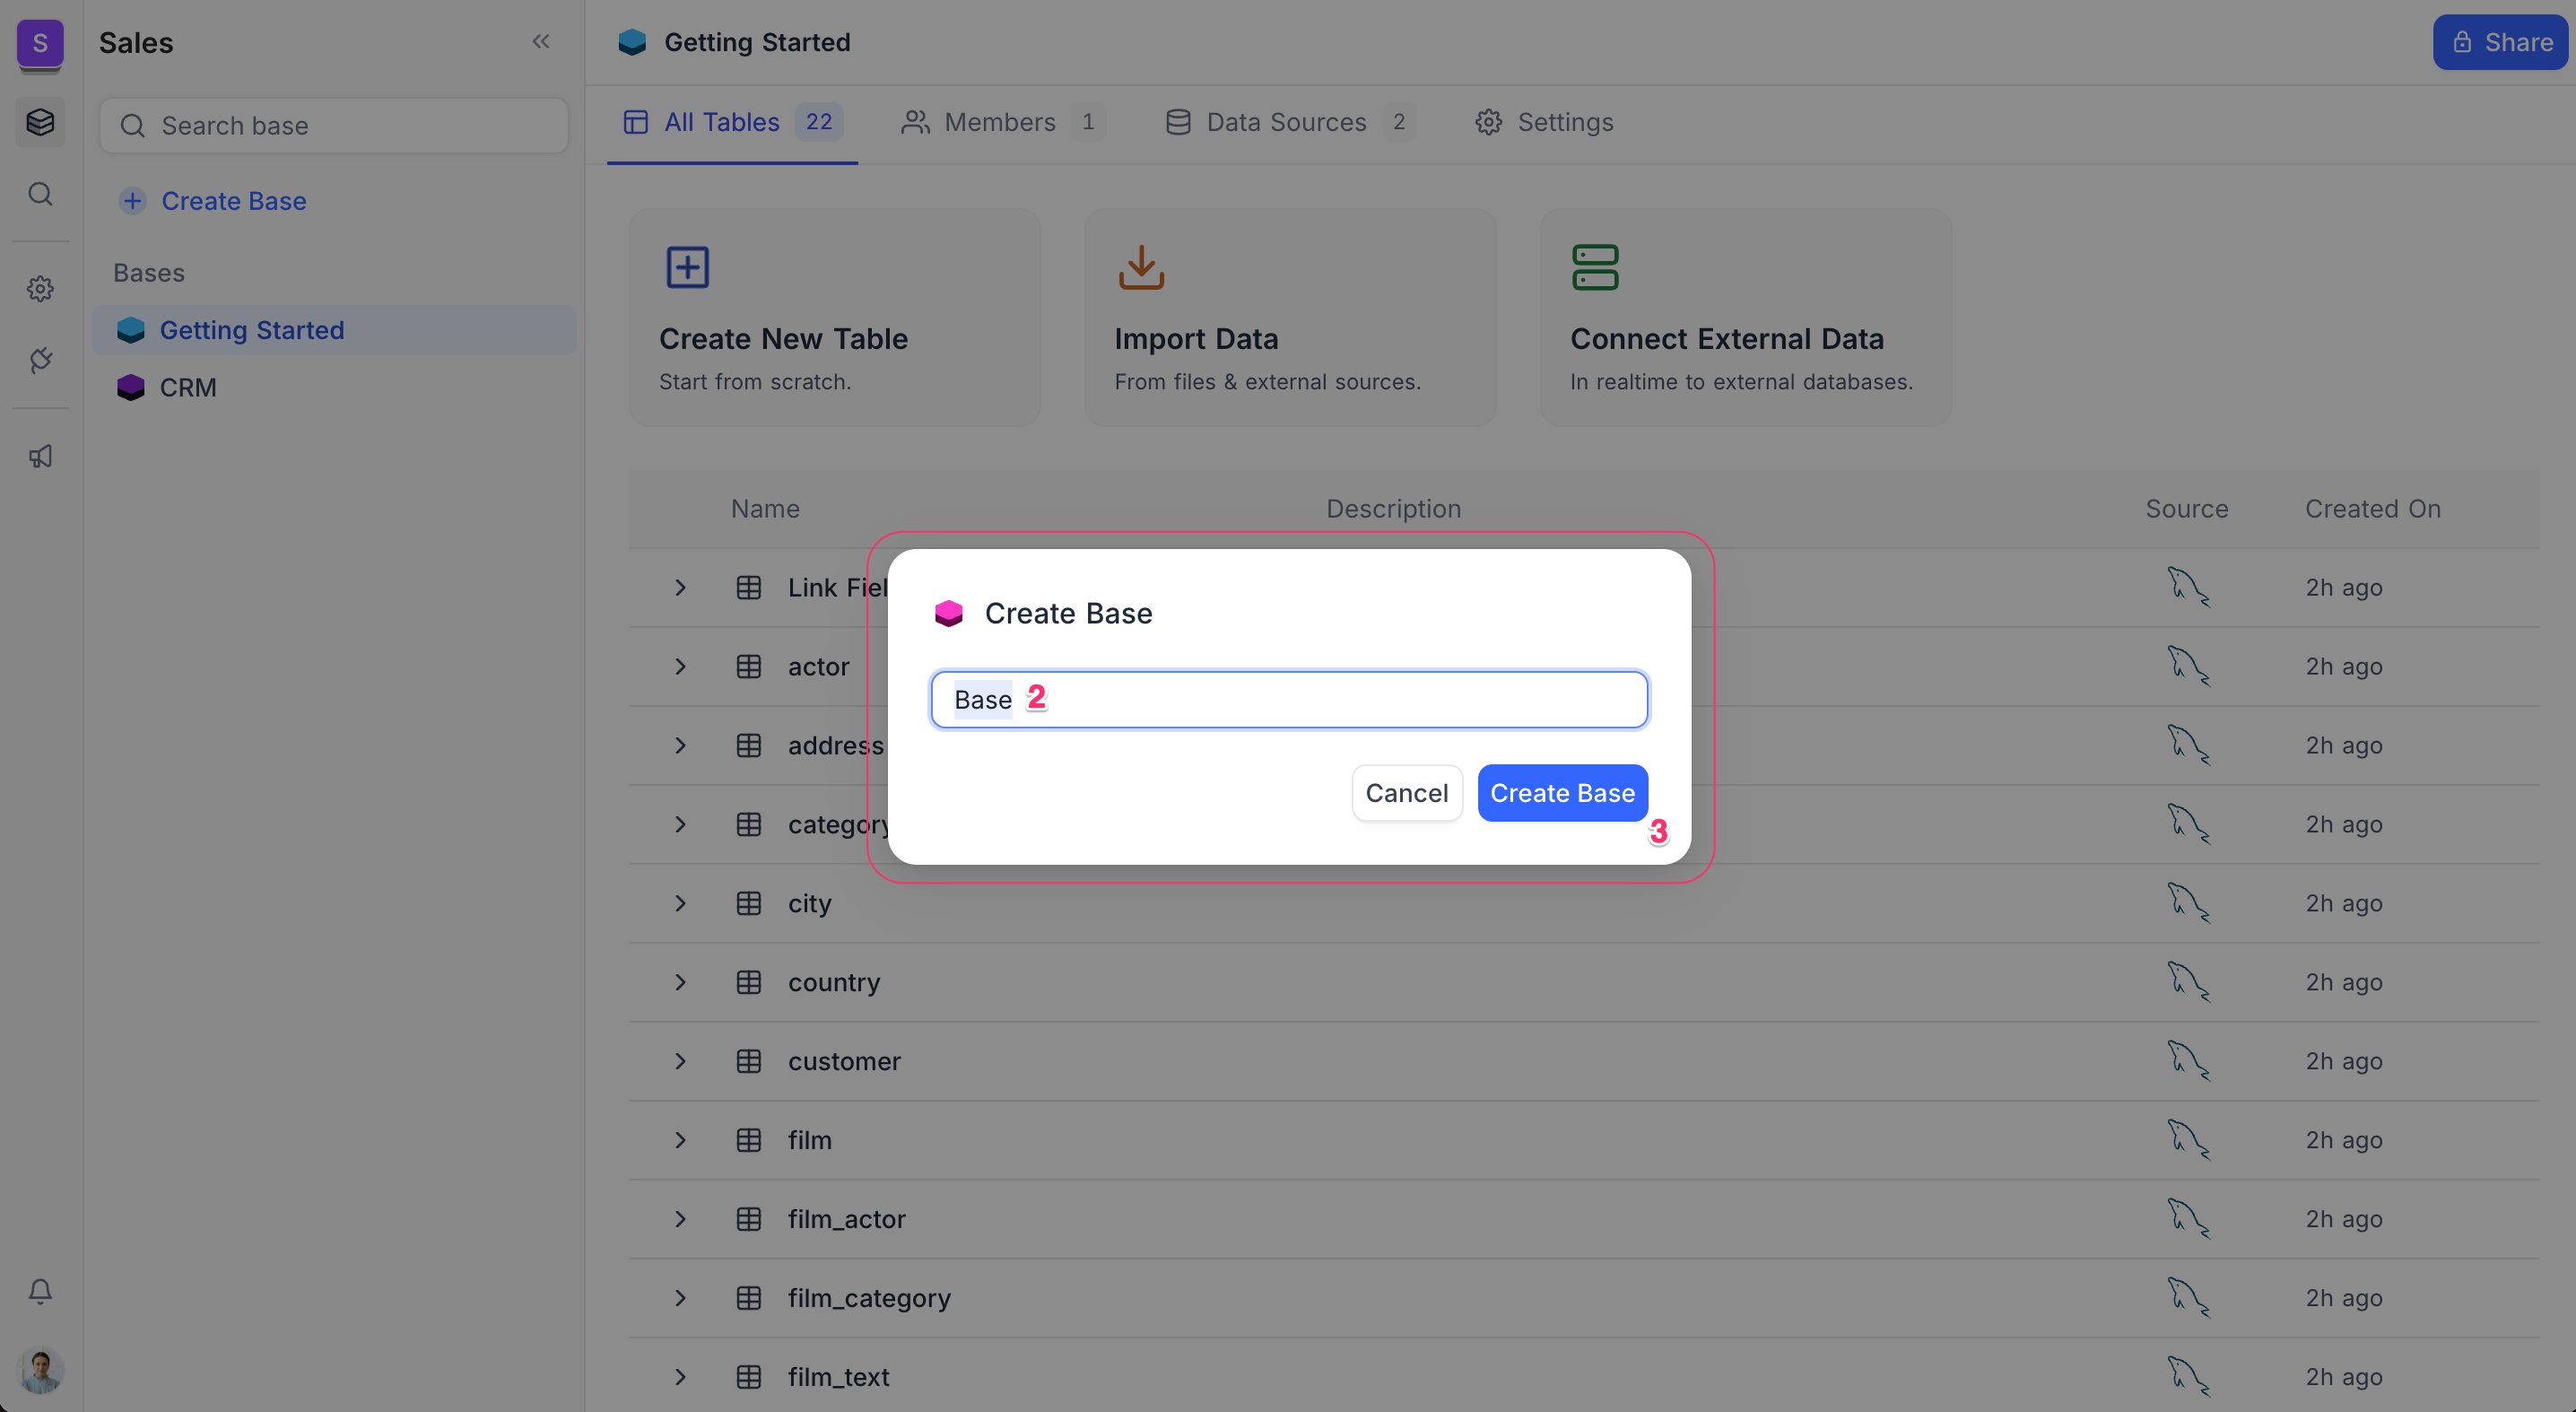 S
Sales
Search base
Create Base
Bases
Getting Started
CRM
Getting Started
Share
All Tables 22
Members 1
Data Sources 2
Settings
Create New Table
Start from scratch.
Import Data
From files & external sources.
Connect External Data
In realtime to external databases.
Name Description Source Created On
Link Fiel 2h ago
actor 2h ago
address 2h ago
category 2h ago
city 2h ago
country 2h ago
customer 2h ago
film 2h ago
film_actor 2h ago
film_category 2h ago
film_text 2h ago
Create Base
Base 2
Cancel Create Base
3